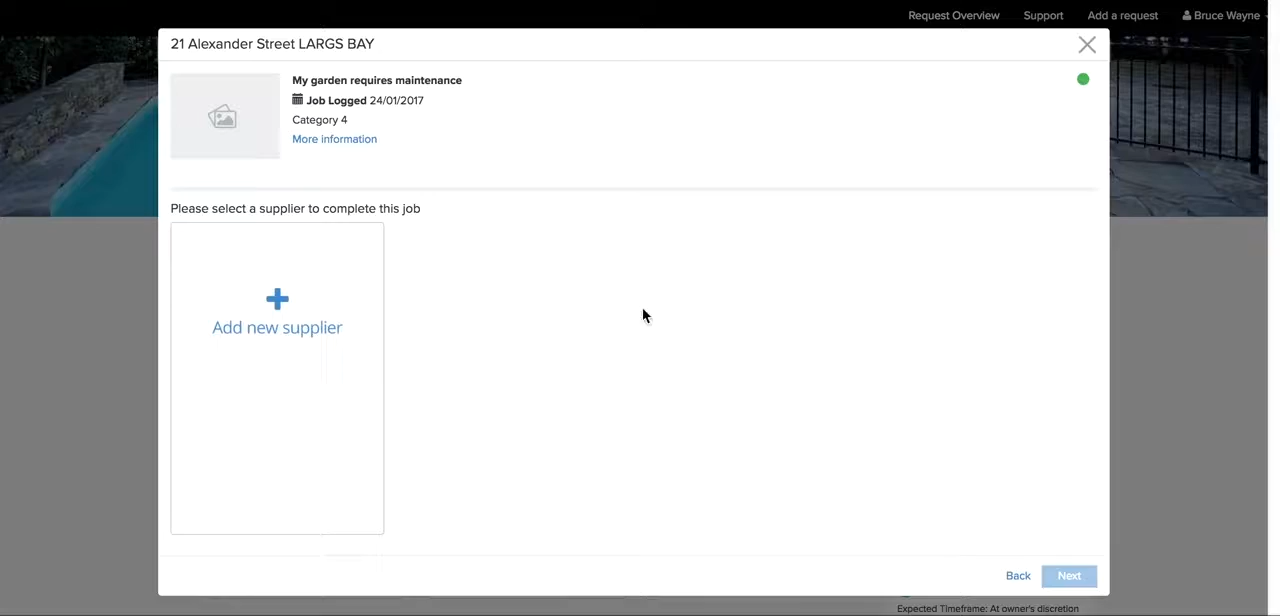 Request Overview Support Add a request Bruce Wayne
21 Alexander Street LARGS BAY
My garden requires maintenance
Job Logged 24/01/2017
Category 4
More information
Please select a supplier to complete this job
Add new supplier
Back Next
Expected Timeframe: At owner's discretion